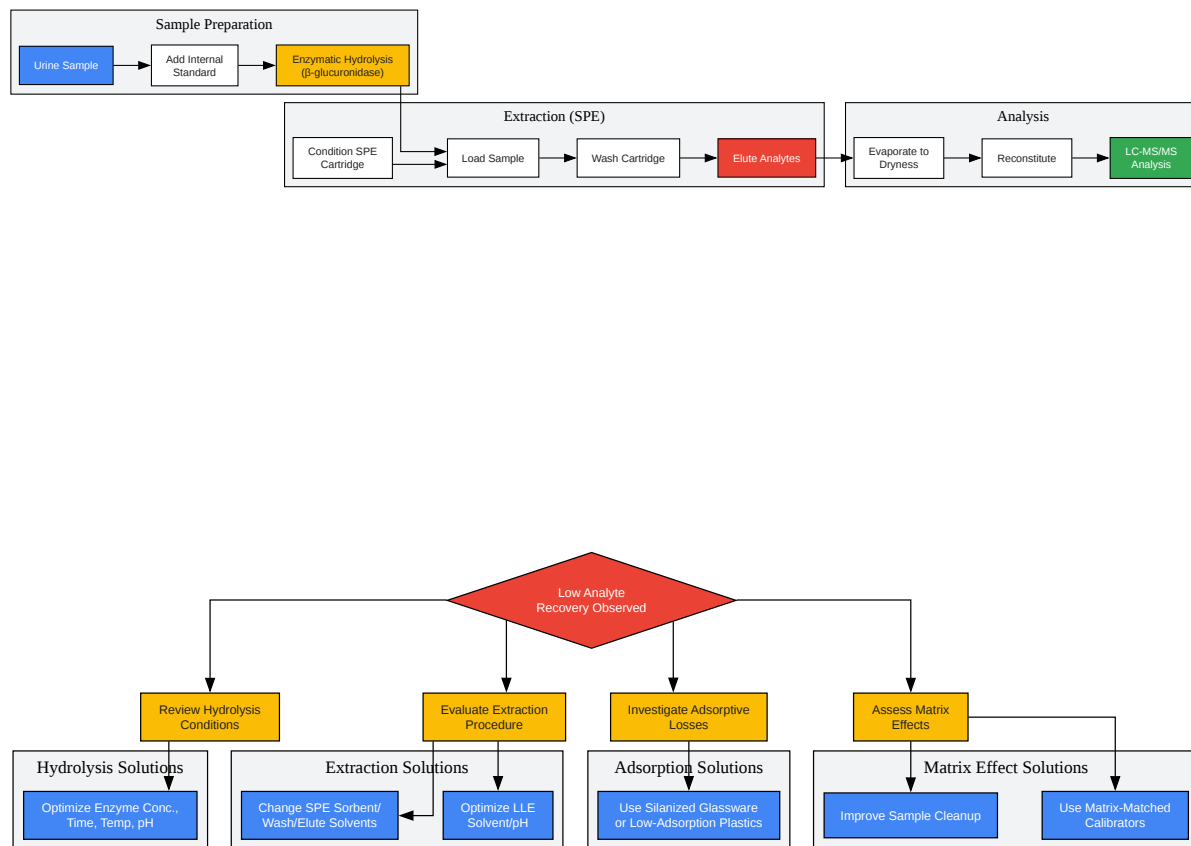 Sample Preparation
Urine Sample
Add Internal
Standard
Enzymatic Hydrolysis
(β-glucuronidase)
Extraction (SPE)
Condition SPE
Cartridge
Load Sample
Wash Cartridge
Elute Analytes
Analysis
Evaporate to
Dryness
Reconstitute
LC-MS/MS
Analysis
Low Analyte
Recovery Observed
Review Hydrolysis
Conditions
Evaluate Extraction
Procedure
Investigate Adsorptive
Losses
Assess Matrix
Effects
Hydrolysis Solutions
Optimize Enzyme Conc.,
Time, Temp, pH
Extraction Solutions
Change SPE Sorbent/
Wash/Elute Solvents
Optimize LLE
Solvent/pH
Adsorption Solutions
Use Silanized Glassware
or Low-Adsorption Plastics
Matrix Effect Solutions
Improve Sample Cleanup
Use Matrix-Matched
Calibrators